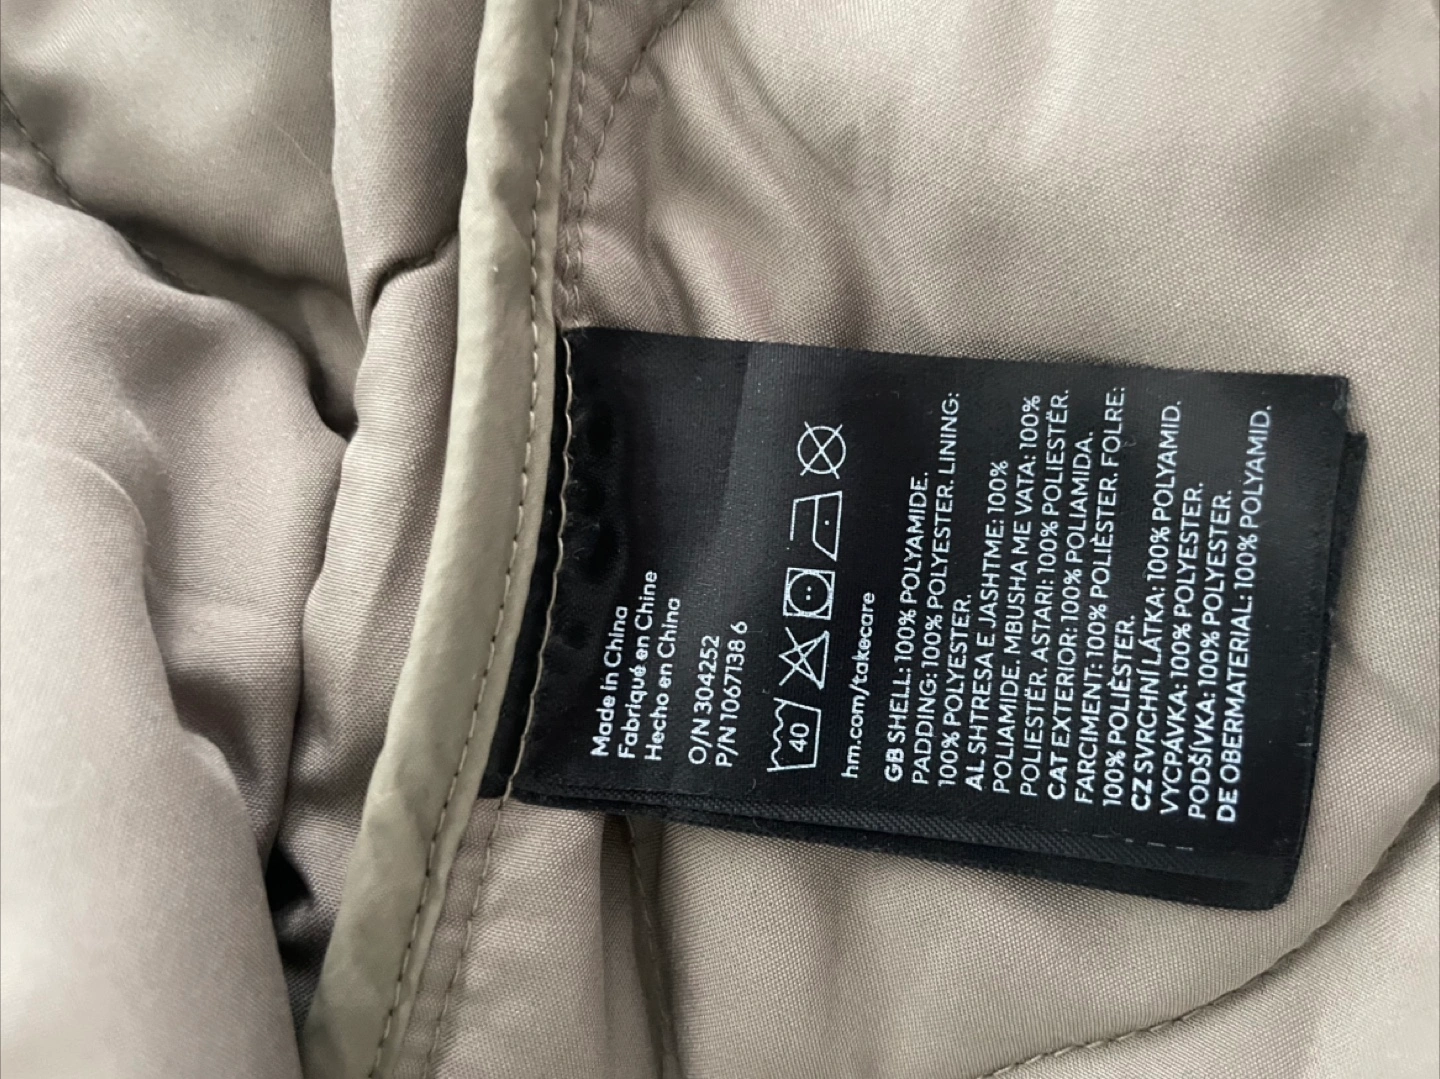 Made in China
Fabriqué en Chine
Hecho en China
O/N 304252
P/N 1067138 6
40
hm.com/takecare
GB SHELL: 100% POLYAMIDE.
PADDING: 100% POLYESTER. LINING:
100% POLYESTER.
AL SHTRESA E JASHTME: 100%
POLIAMIDE. MBUSHA ME VATA: 100%
POLIESTËR. ASTARI: 100% POLIESTËR.
CAT EXTERIOR: 100% POLIAMIDA.
FARCIMENT: 100% POLIÈSTER. FOLRE:
100% POLIÈSTER.
CZ SVRCHNÍ LÁTKA: 100% POLYAMID.
VYCPÁVKA: 100% POLYESTER.
PODŠÍVKA: 100% POLYESTER.
DE OBERMATERIAL: 100% POLYAMID.